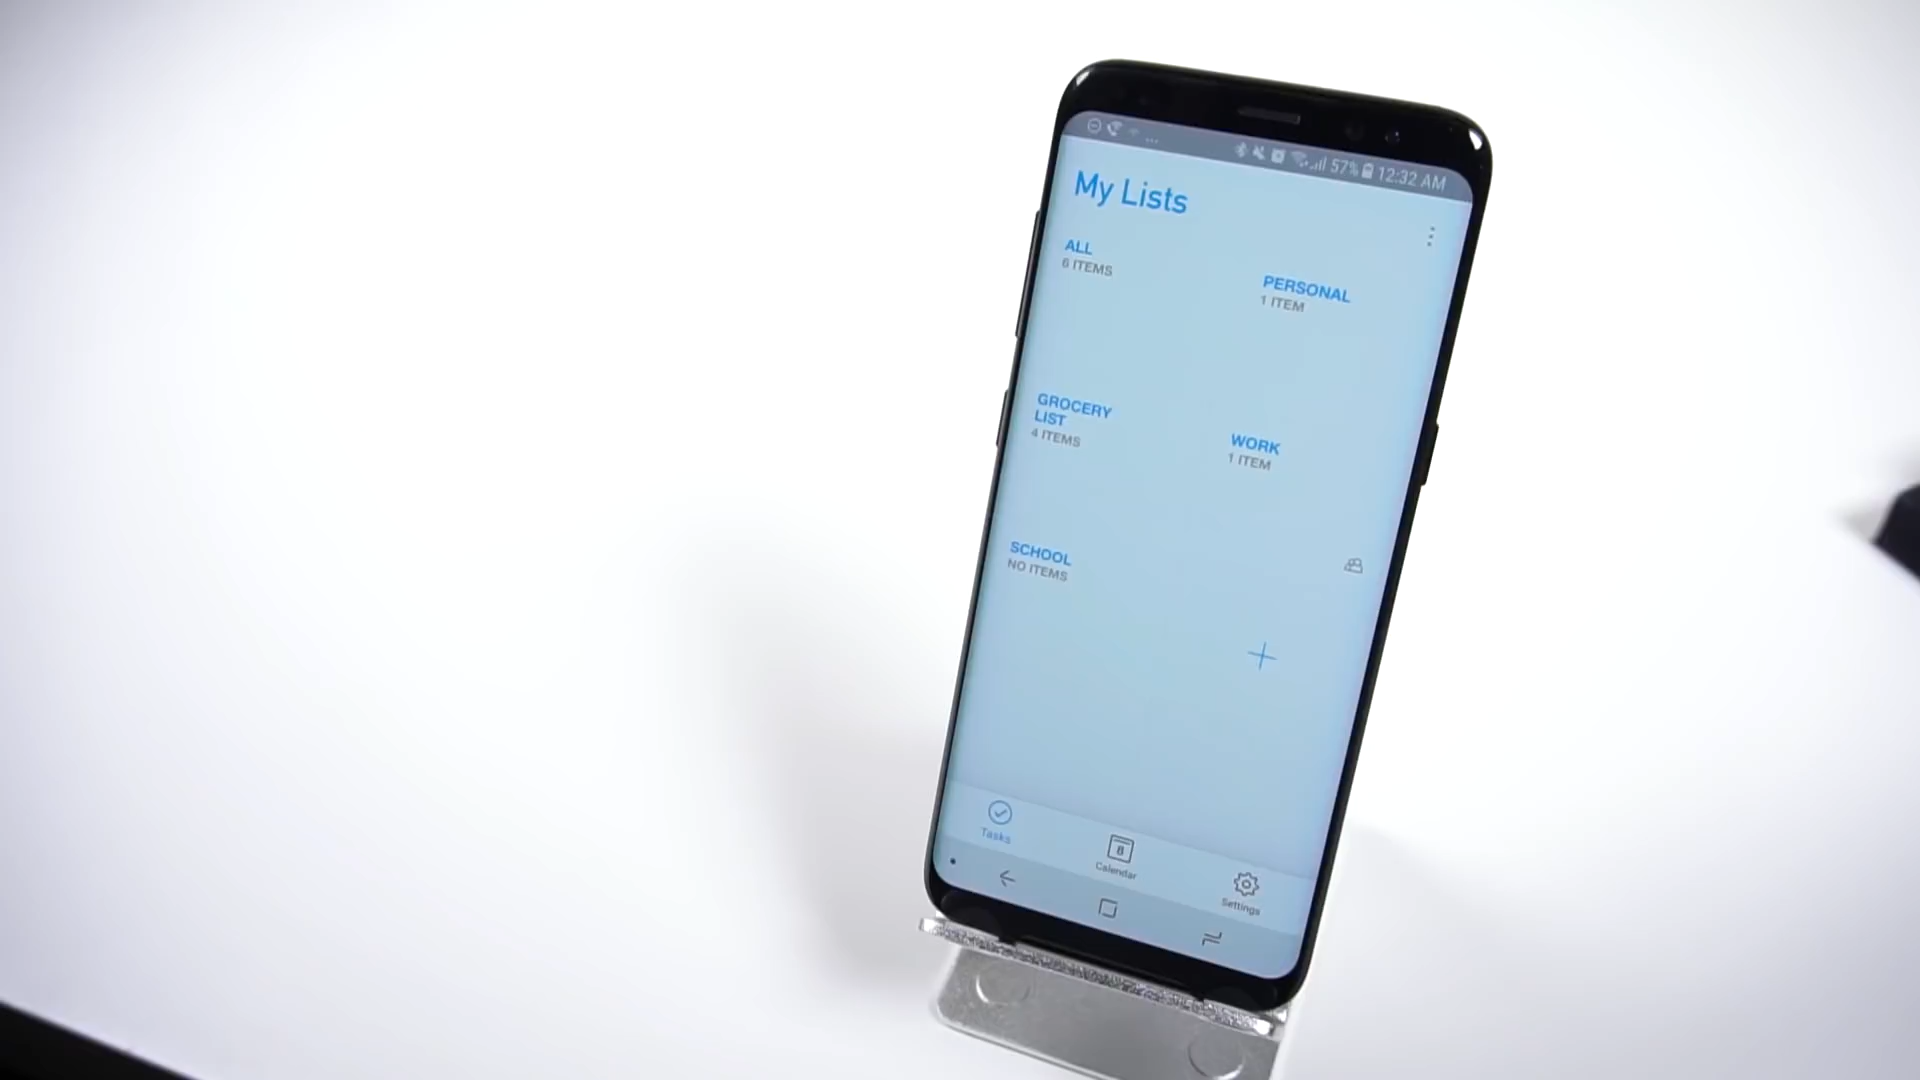 57% 12:32 AM
My Lists
ALL
6 ITEMS
PERSONAL
1 ITEM
GROCERY
LIST
4 ITEMS
WORK
1 ITEM
SCHOOL
NO ITEMS
Tasks
8
Calendar
Settings